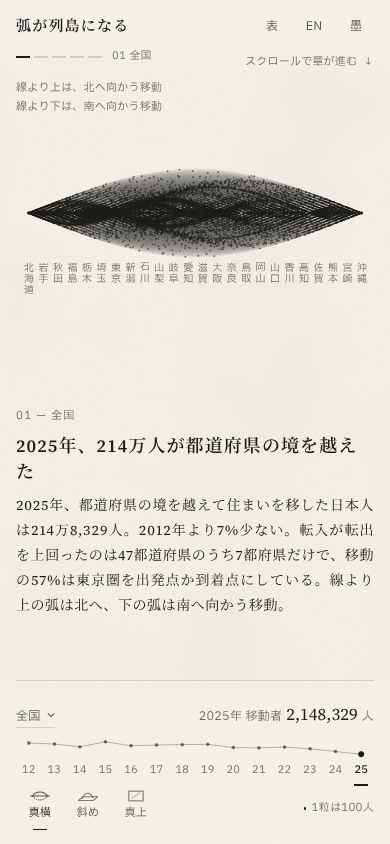 弧が列島になる
表 EN 墨
01 全国
スクロールで章が進む ↓
線より上は、北へ向かう移動
線より下は、南へ向かう移動
北海道 岩手 秋田 福島 栃木 埼玉 東京 新潟 石川 山梨 岐阜 愛知 滋賀 大阪 奈良 鳥取 岡山 山口 香川 高知 佐賀 熊本 宮崎 沖縄
01 — 全国
2025年、214万人が都道府県の境を越え
た
2025年、都道府県の境を越えて住まいを移した日本人
は214万8,329人。2012年より7%少ない。転入が転出
を上回ったのは47都道府県のうち7都府県だけで、移動
の57%は東京圏を出発点か到着点にしている。線より
上の弧は北へ、下の弧は南へ向かう移動。
全国
2025年 移動者 2,148,329 人
12 13 14 15 16 17 18 19 20 21 22 23 24 25
真横 斜め 真上
1粒は100人